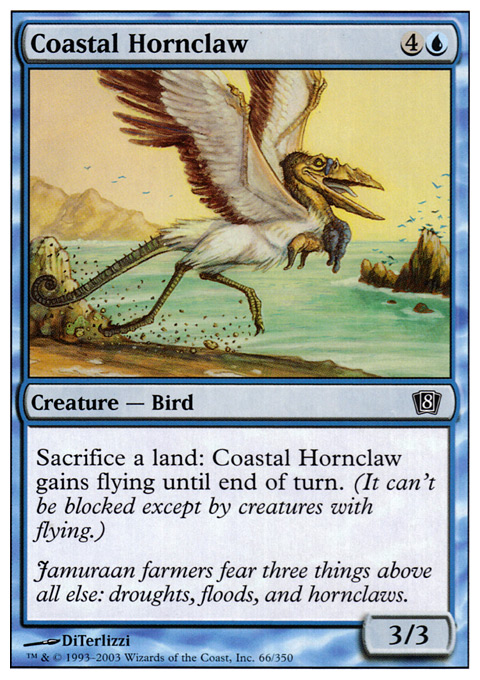 Coastal Hornclaw
4
Creature — Bird
8
Sacrifice a land: Coastal Hornclaw
gains flying until end of turn. (It can't
be blocked except by creatures with
flying.)
Jamuraan farmers fear three things above
all else: droughts, floods, and hornclaws.
DiTerlizzi
3/3
™ & © 1993–2003 Wizards of the Coast, Inc. 66/350